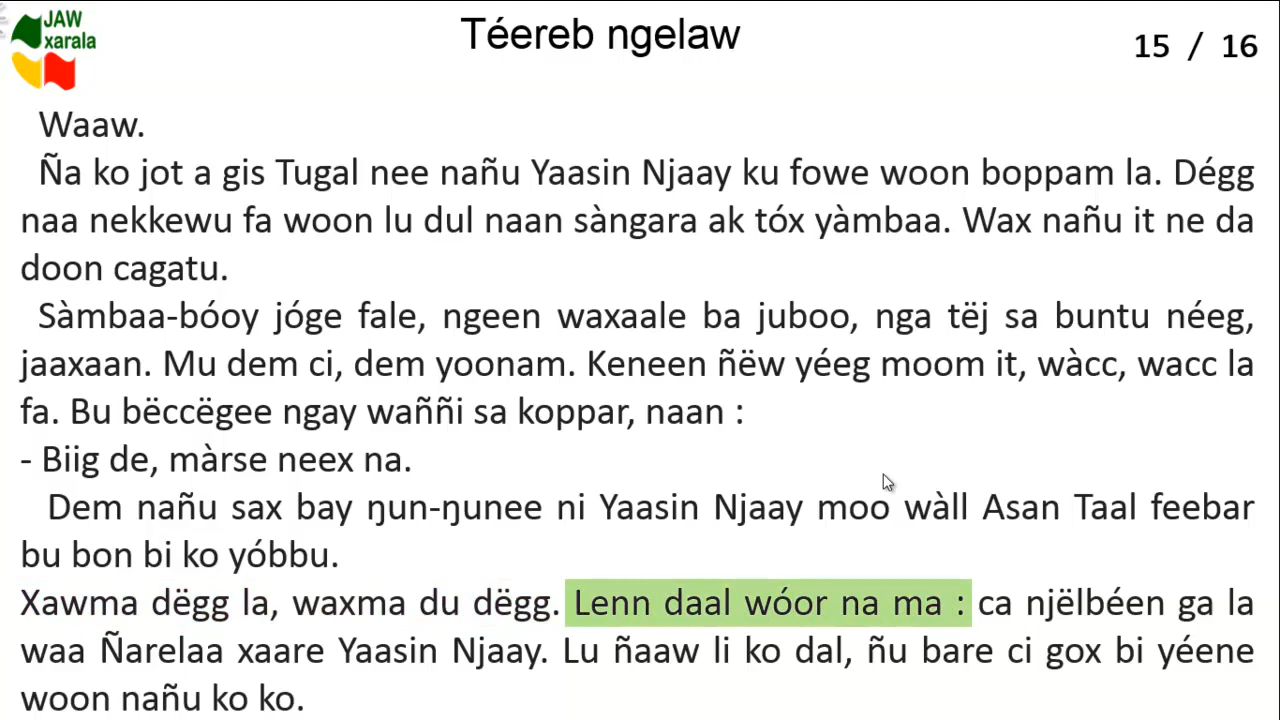 JAW
xarala
Téereb ngelaw
15 / 16
Waaw.
Ña ko jot a gis Tugal nee nañu Yaasin Njaay ku fowe woon boppam la. Dégg
naa nekkewu fa woon lu dul naan sàngara ak tóx yàmbaa. Wax nañu it ne da
doon cagatu.
Sàmbaa-bóoy jóge fale, ngeen waxaale ba juboo, nga tëj sa buntu néeg,
jaaxaan. Mu dem ci, dem yoonam. Keneen ñëw yéeg moom it, wàcc, wacc la
fa. Bu bëccëgee ngay waññi sa koppar, naan :
- Biig de, màrse neex na.
Dem nañu sax bay ŋun-ŋunee ni Yaasin Njaay moo wàll Asan Taal feebar
bu bon bi ko yóbbu.
Xawma dëgg la, waxma du dëgg. Lenn daal wóor na ma : ca njëlbéen ga la
waa Ñarelaa xaare Yaasin Njaay. Lu ñaaw li ko dal, ñu bare ci gox bi yéene
woon nañu ko ko.